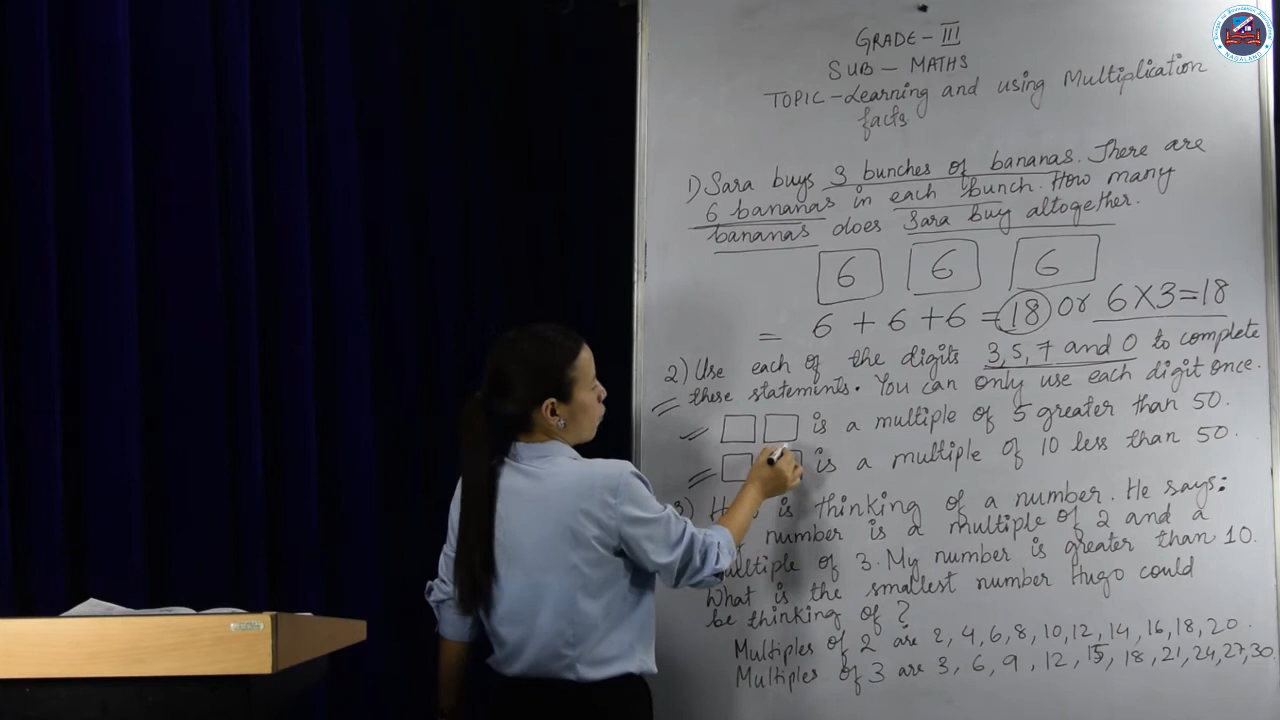 GRADE - III
SUB - MATHS
TOPIC - Learning and using Multiplication
facts
1) Sara buys 3 bunches of bananas. There are
6 bananas in each bunch. How many
bananas does Sara buy altogether.
6 6 6
= 6 + 6 + 6 = 18 or 6 X 3 = 18
2) Use each of the digits 3, 5, 7 and 0 to complete
these statements. You can only use each digit once.
is a multiple of 5 greater than 50.
is a multiple of 10 less than 50.
3) is thinking of a number. He says:
number is a multiple of 2 and a
multiple of 3. My number is greater than 10.
What is the smallest number Hugo could
be thinking of?
Multiples of 2 are 2, 4, 6, 8, 10, 12, 14, 16, 18, 20.
Multiples of 3 are 3, 6, 9, 12, 15, 18, 21, 24, 27, 30.
NAGALAND